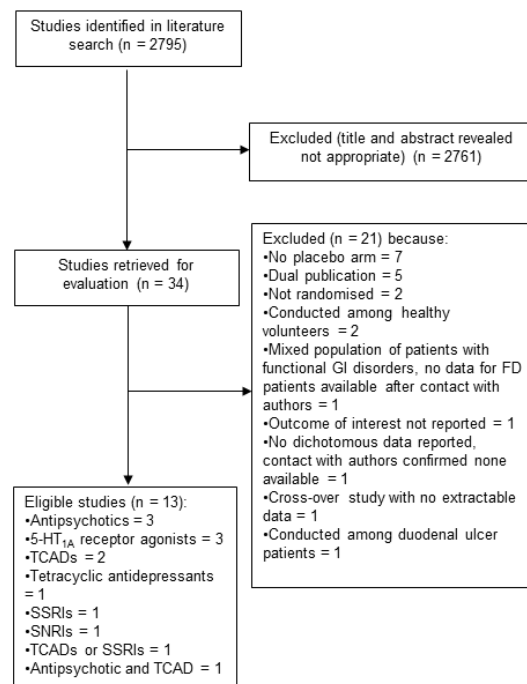 Studies identified in literature
search (n = 2795)
Excluded (title and abstract revealed
not appropriate) (n = 2761)
Studies retrieved for
evaluation (n = 34)
Excluded (n = 21) because:
•No placebo arm = 7
•Dual publication = 5
•Not randomised = 2
•Conducted among healthy
volunteers = 2
•Mixed population of patients with
functional GI disorders, no data for FD
patients available after contact with
authors = 1
•Outcome of interest not reported = 1
•No dichotomous data reported,
contact with authors confirmed none
available = 1
•Cross-over study with no extractable
data = 1
•Conducted among duodenal ulcer
patients = 1
Eligible studies (n = 13):
•Antipsychotics = 3
•5-HT1A receptor agonists = 3
•TCADs = 2
•Tetracyclic antidepressants
= 1
•SSRIs = 1
•SNRIs = 1
•TCADs or SSRIs = 1
•Antipsychotic and TCAD = 1